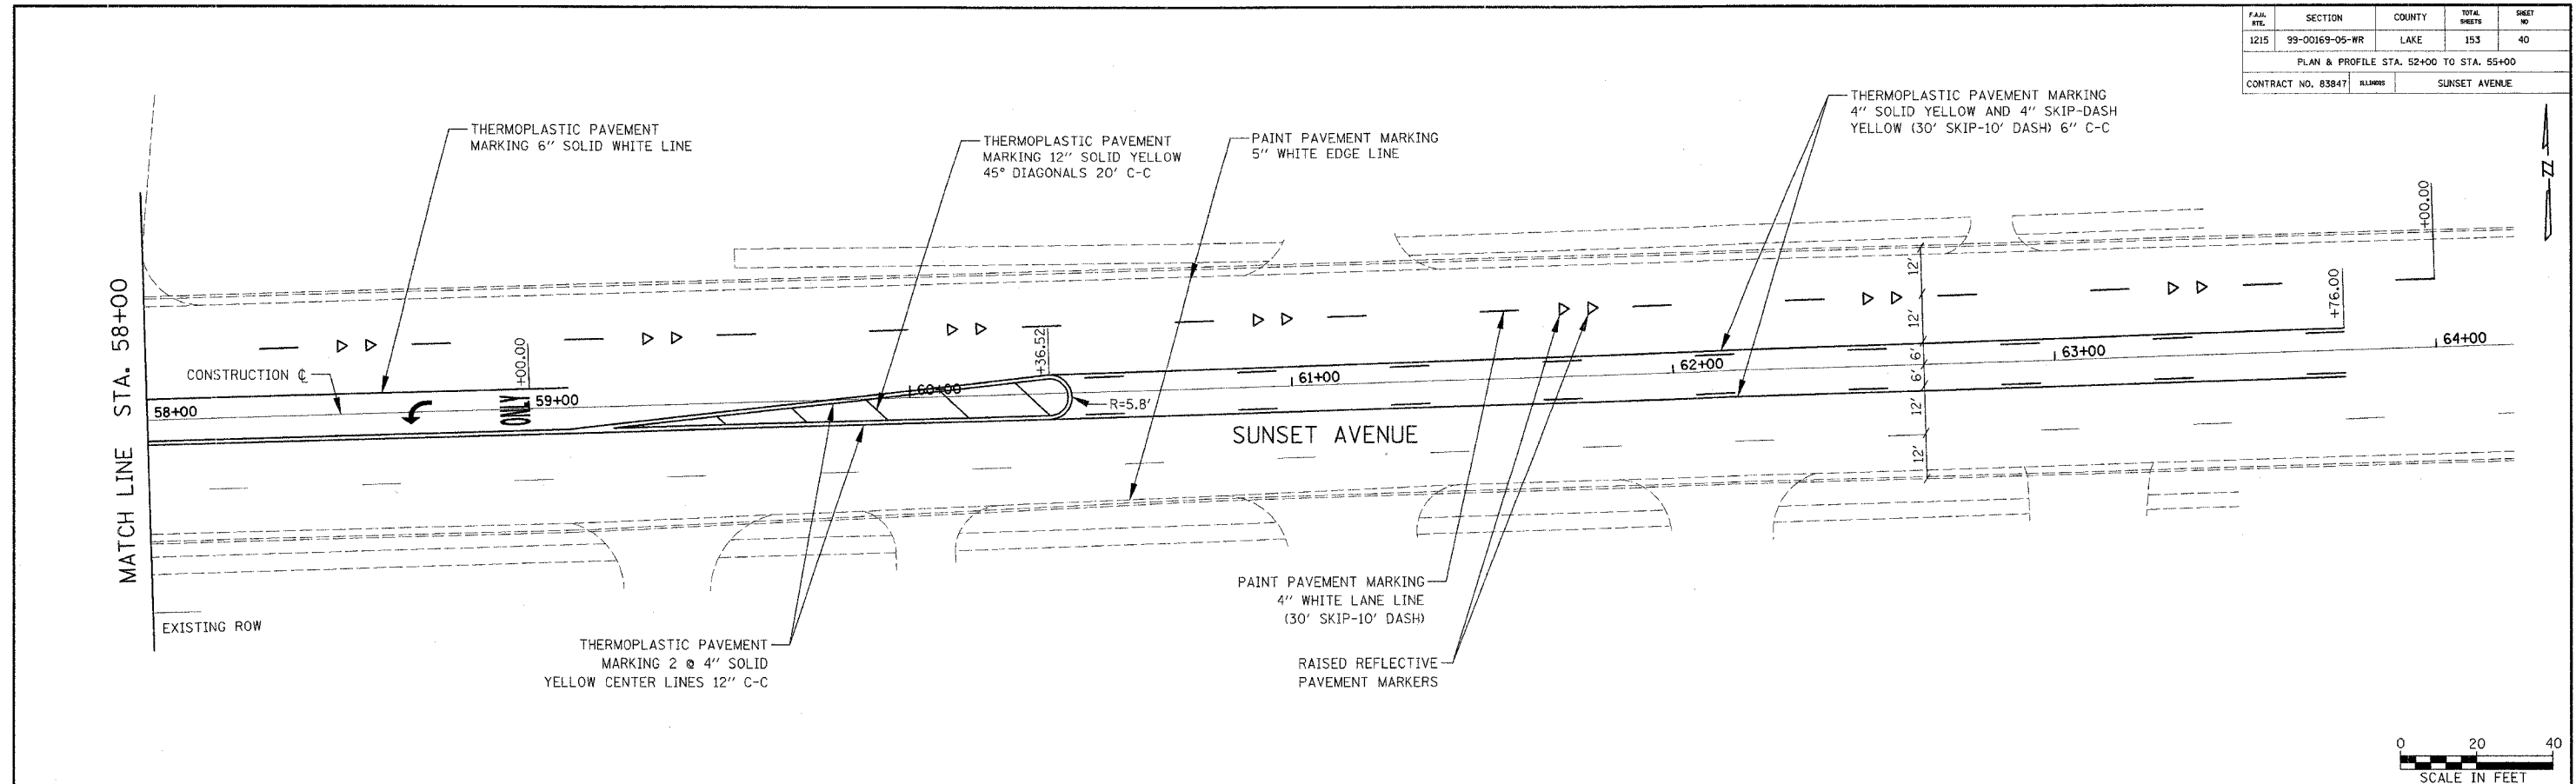 F.A.U. RTE. SECTION COUNTY TOTAL SHEETS SHEET NO
1215 99-00169-05-WR LAKE 153 40
PLAN & PROFILE STA. 52+00 TO STA. 55+00
CONTRACT NO. 83847 ILLINOIS SUNSET AVENUE
THERMOPLASTIC PAVEMENT
MARKING 6" SOLID WHITE LINE
THERMOPLASTIC PAVEMENT
MARKING 12" SOLID YELLOW
45° DIAGONALS 20' C-C
PAINT PAVEMENT MARKING
5" WHITE EDGE LINE
THERMOPLASTIC PAVEMENT MARKING
4" SOLID YELLOW AND 4" SKIP-DASH
YELLOW (30' SKIP-10' DASH) 6" C-C
N
MATCH LINE STA. 58+00
CONSTRUCTION ℄
58+00
+00.00
ONLY
59+00
60+00
+36.52
R=5.8'
61+00
62+00
63+00
64+00
+76.00
+00.00
12'
12'
6'
6'
12'
12'
SUNSET AVENUE
EXISTING ROW
THERMOPLASTIC PAVEMENT
MARKING 2 @ 4" SOLID
YELLOW CENTER LINES 12" C-C
PAINT PAVEMENT MARKING
4" WHITE LANE LINE
(30' SKIP-10' DASH)
RAISED REFLECTIVE
PAVEMENT MARKERS
0 20 40
SCALE IN FEET